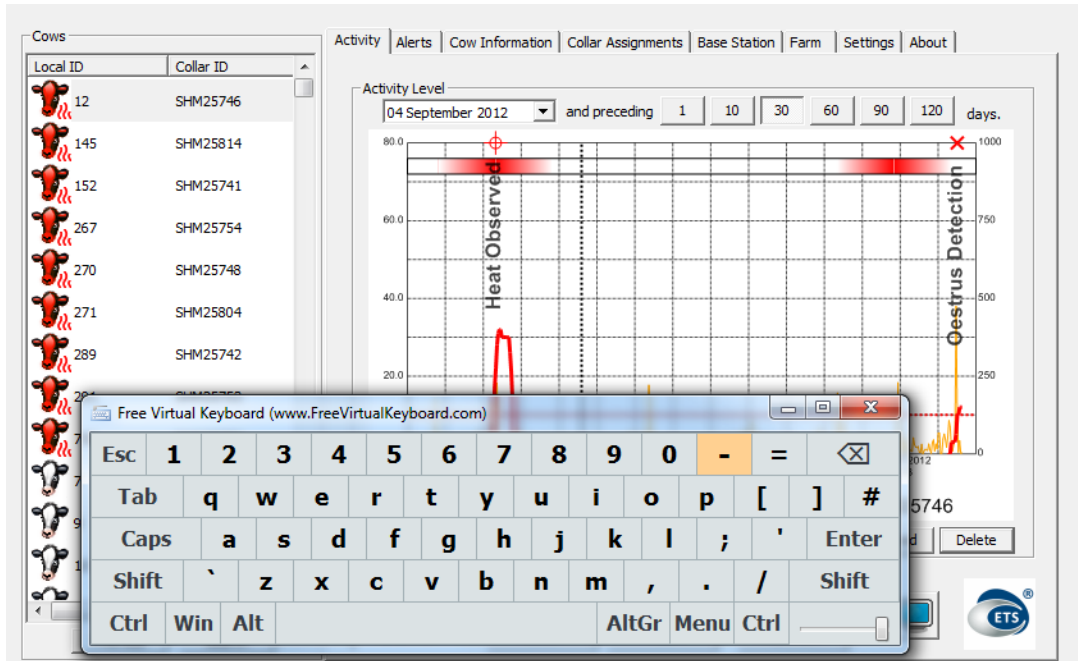 Cows
Local ID Collar ID
12 SHM25746
145 SHM25814
152 SHM25741
267 SHM25754
270 SHM25748
271 SHM25804
289 SHM25742
Activity Alerts Cow Information Collar Assignments Base Station Farm Settings About
Activity Level
04 September 2012 and preceding 1 10 30 60 90 120 days.
80.0 1000
60.0 750
40.0 500
20.0 250
0
2012
Heat Observed
Oestrus Detection
5746
Delete
ETS
®
Free Virtual Keyboard (www.FreeVirtualKeyboard.com)
Esc 1 2 3 4 5 6 7 8 9 0 - =
Tab q w e r t y u i o p [ ] #
Caps a s d f g h j k l ; ' Enter
Shift ` z x c v b n m , . / Shift
Ctrl Win Alt AltGr Menu Ctrl